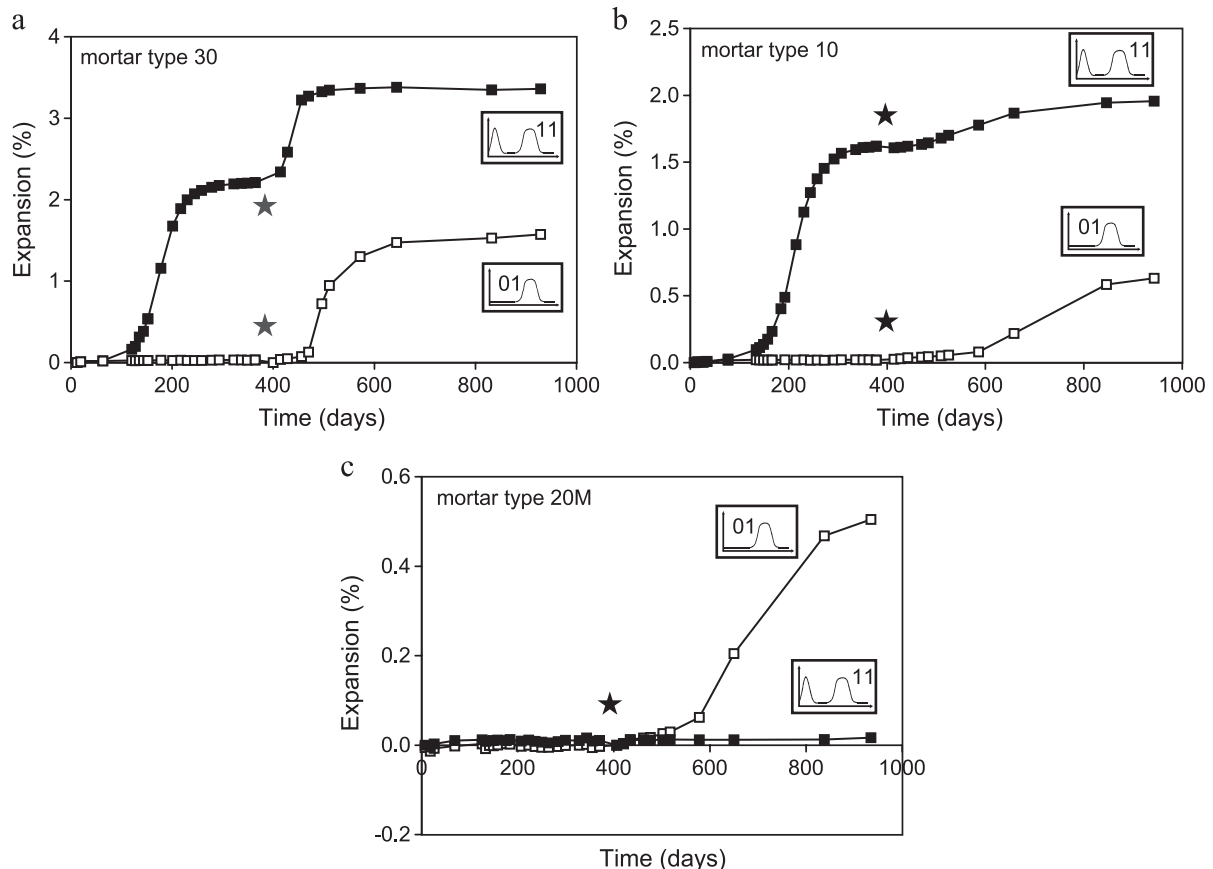 a
mortar type 30
4
3
2
1
0
Expansion (%)
11
01
0 200 400 600 800 1000
Time (days)
b
mortar type 10
2.5
2.0
1.5
1.0
0.5
0.0
Expansion (%)
11
01
0 200 400 600 800 1000
Time (days)
c
mortar type 20M
0.6
0.4
0.2
0.0
-0.2
Expansion (%)
01
11
0 200 400 600 800 1000
Time (days)